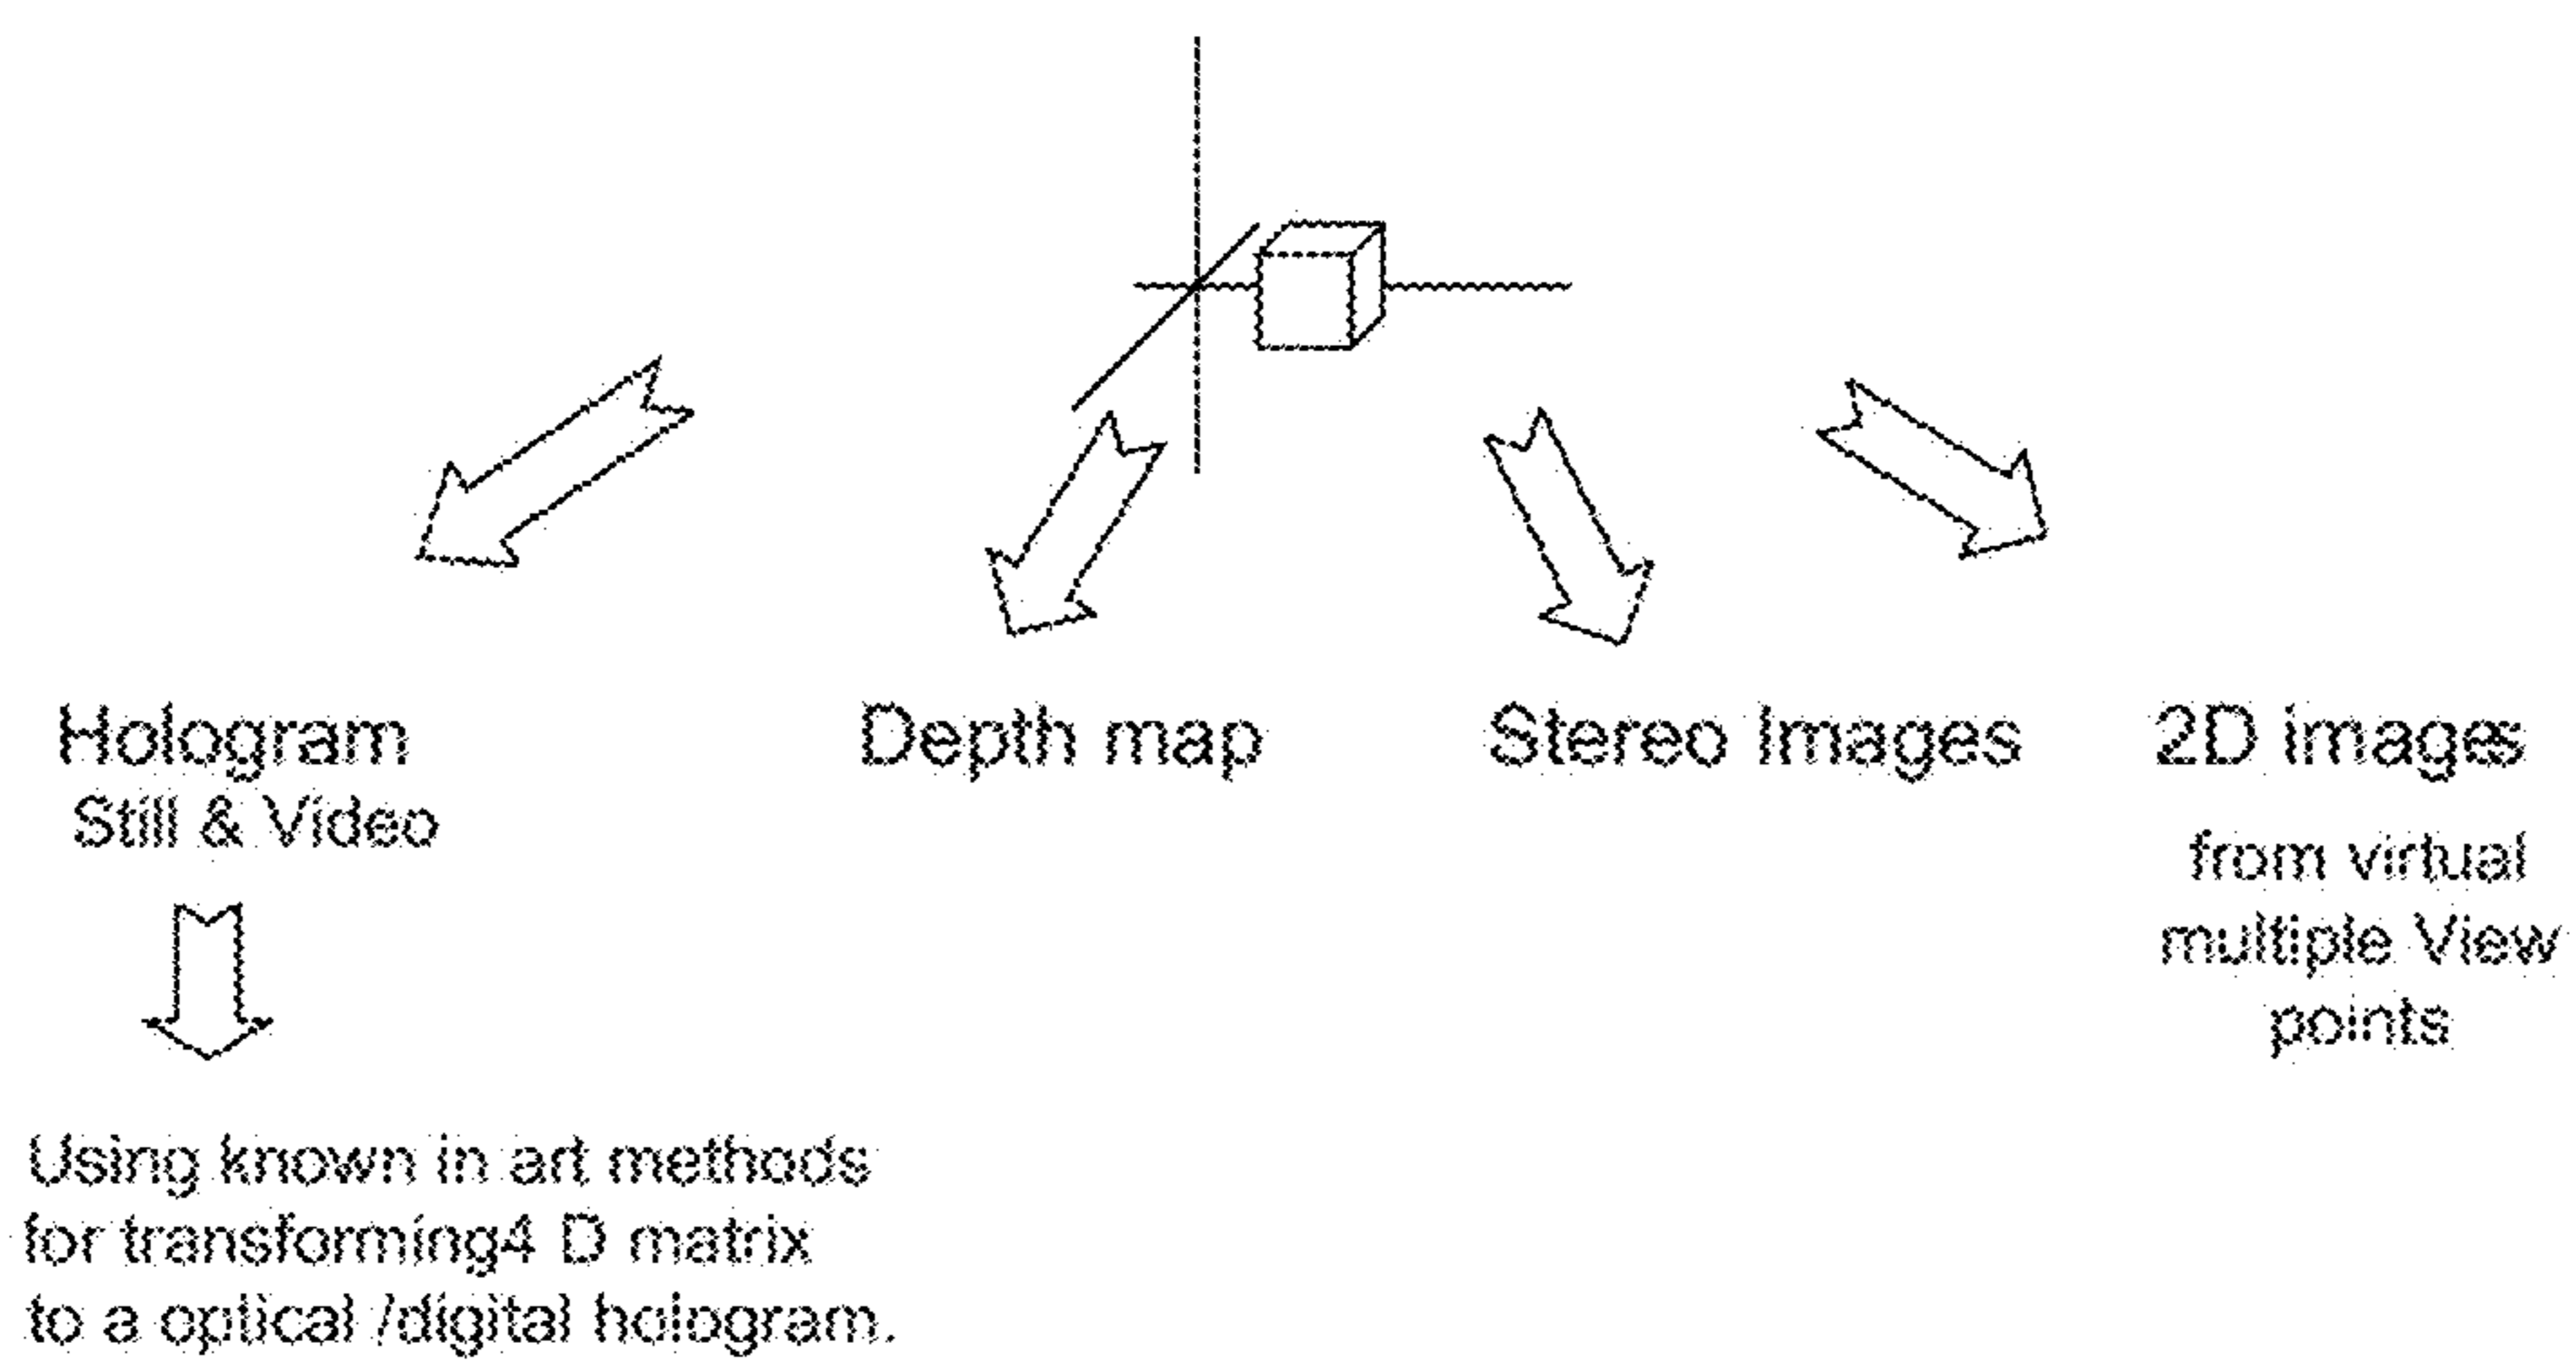 Hologram
Still & Video
Depth map
Stereo Images
2D images
from virtual
multiple View
points
Using known in art methods
for transforming4 D matrix
to a optical /digital hologram.